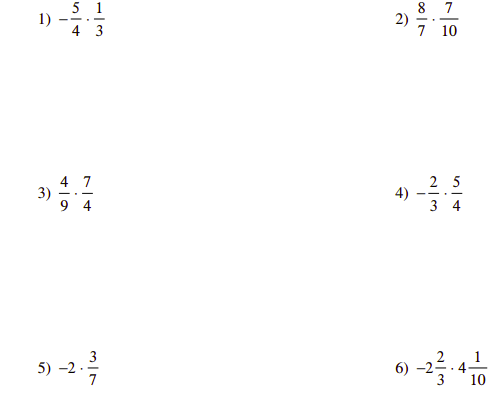 1) −5/4 · 1/3
2) 8/7 · 7/10
3) 4/9 · 7/4
4) −2/3 · 5/4
5) −2 · 3/7
6) −2 2/3 · 4 1/10